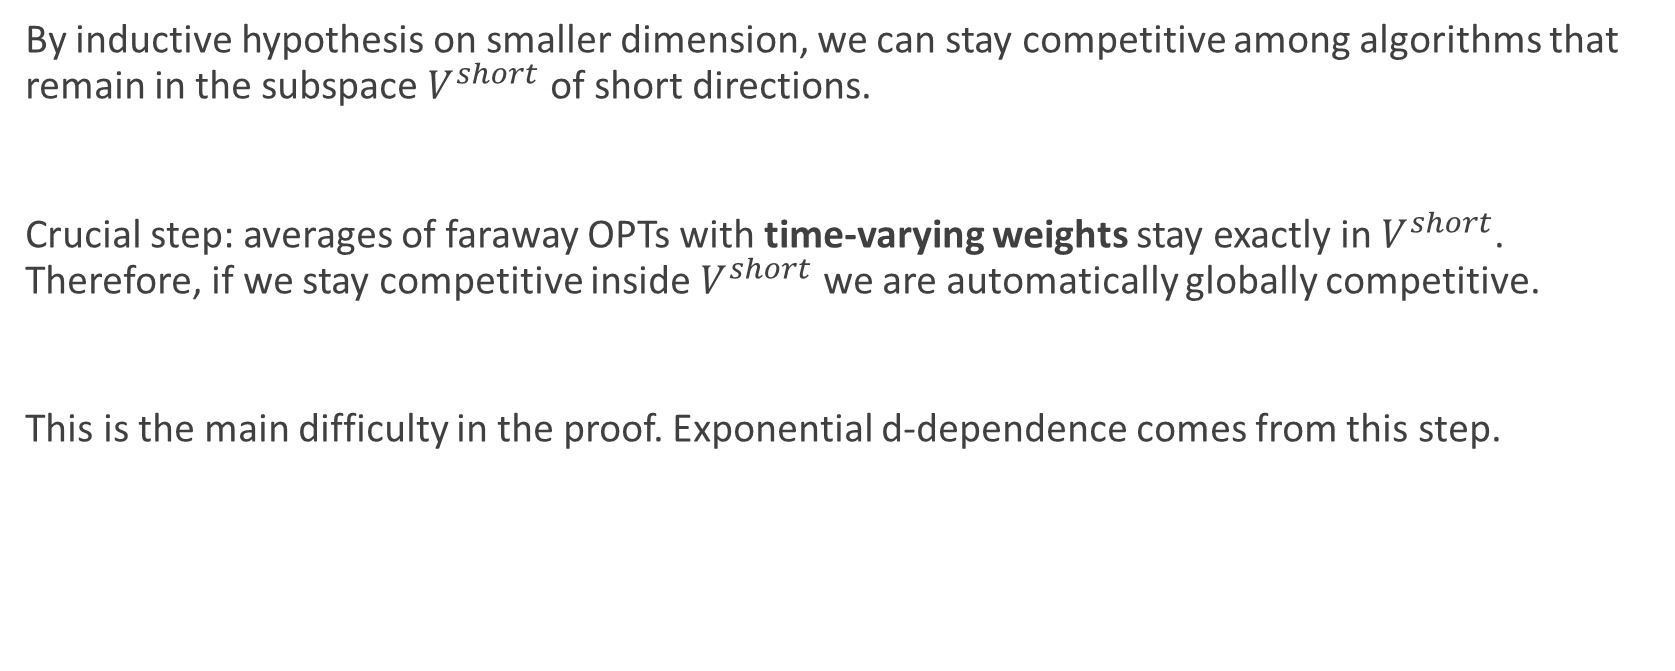 By inductive hypothesis on smaller dimension, we can stay competitive among algorithms that
remain in the subspace V^short of short directions.
Crucial step: averages of faraway OPTs with time-varying weights stay exactly in V^short.
Therefore, if we stay competitive inside V^short we are automatically globally competitive.
This is the main difficulty in the proof. Exponential d-dependence comes from this step.